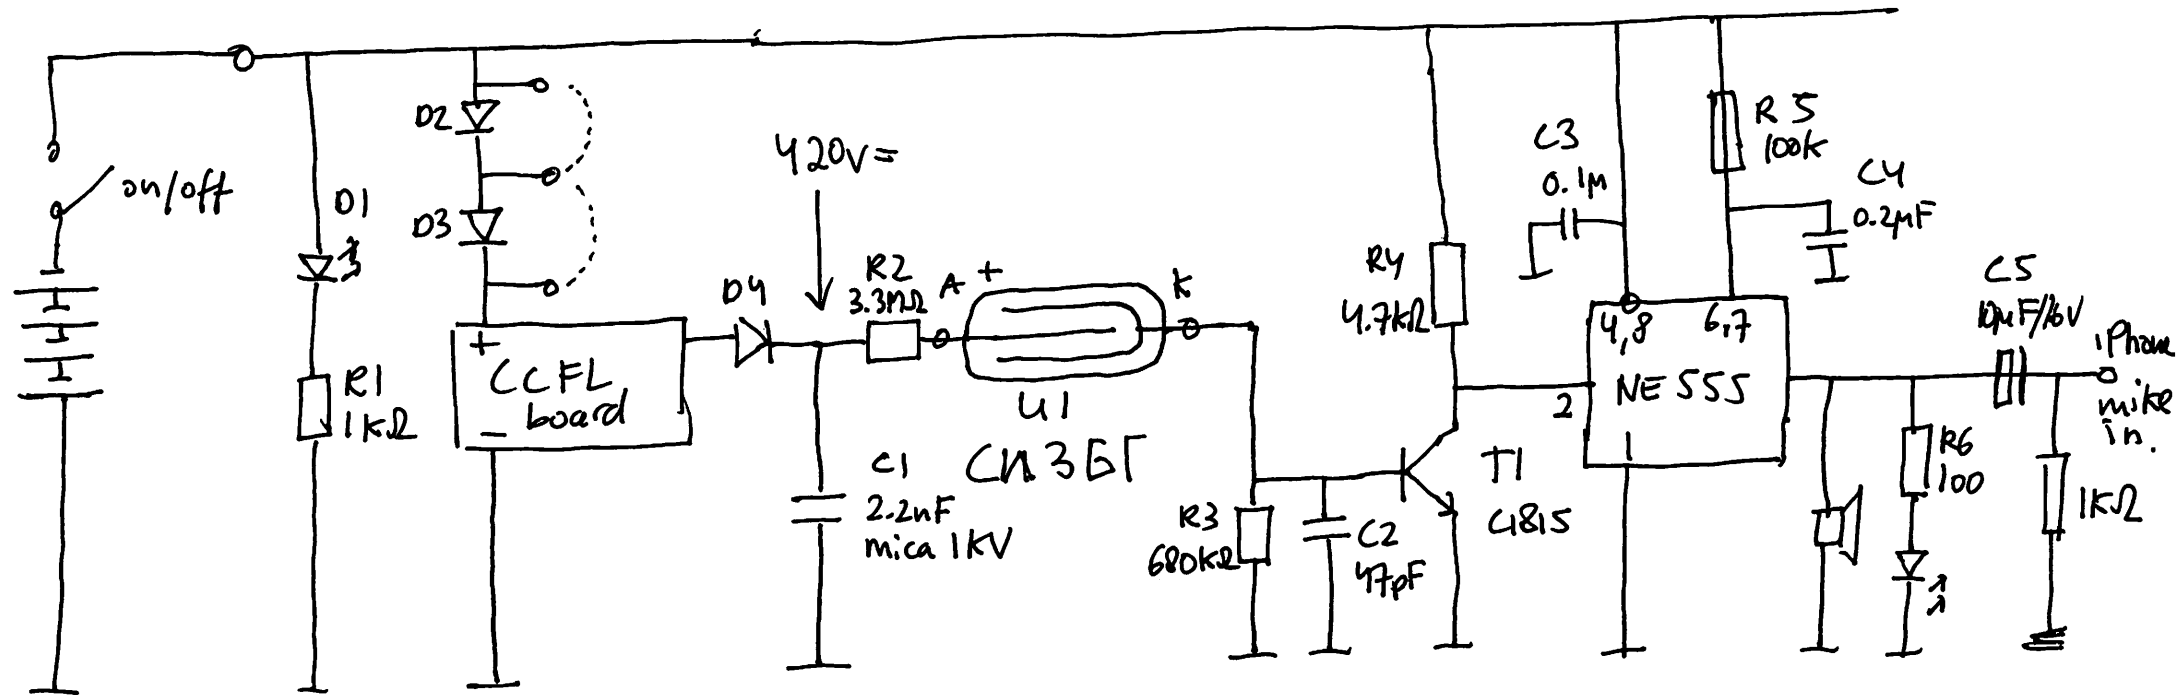 on/off
D1
R1
1KΩ
D2
D3
+
CCFL
board
−
D4
420V=
C1
2.2nF
mica 1KV
R2
3.3MΩ
A +
K
U1
СИ3БГ
R3
680KΩ
C2
47pF
R4
4.7kΩ
T1
C1815
C3
0.1μ
R5
100k
C4
0.2μF
4,8
6,7
NE555
2
1
C5
10μF/16V
iPhone
mike
in.
R6
100
1KΩ